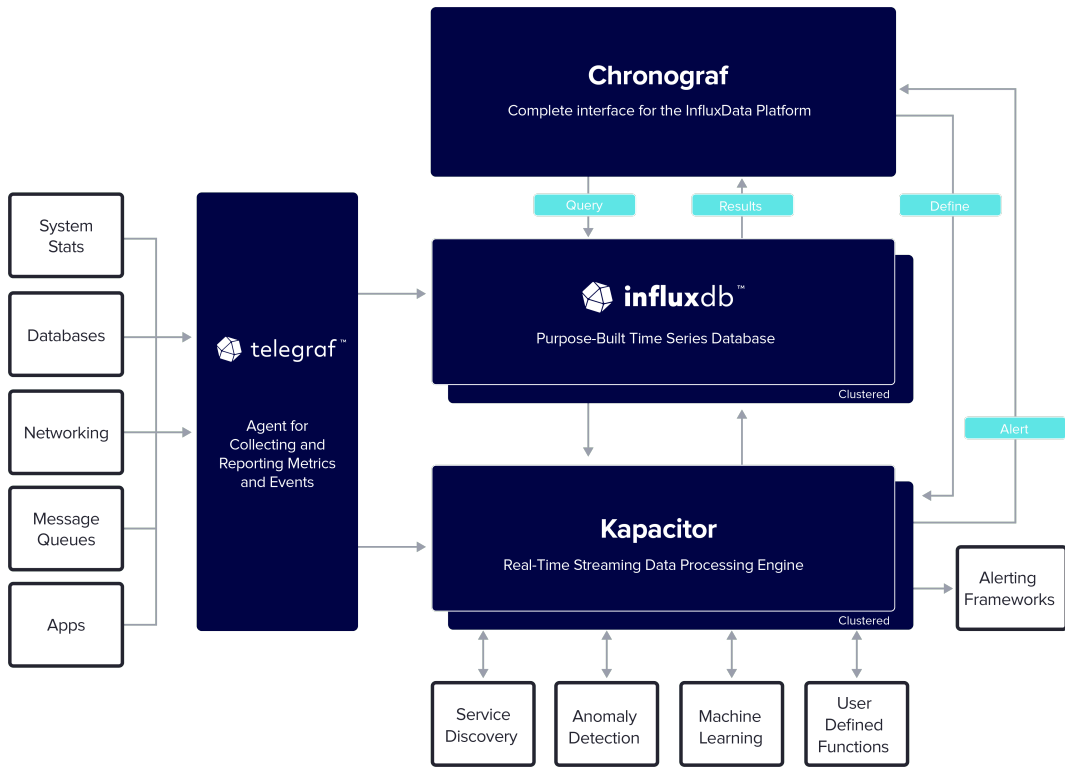 Chronograf
Complete interface for the InfluxData Platform
Query
Results
Define
System
Stats
Databases
Networking
Message
Queues
Apps
telegraf™
Agent for
Collecting and
Reporting Metrics
and Events
influxdb™
Purpose-Built Time Series Database
Clustered
Alert
Kapacitor
Real-Time Streaming Data Processing Engine
Clustered
Alerting
Frameworks
Service
Discovery
Anomaly
Detection
Machine
Learning
User
Defined
Functions